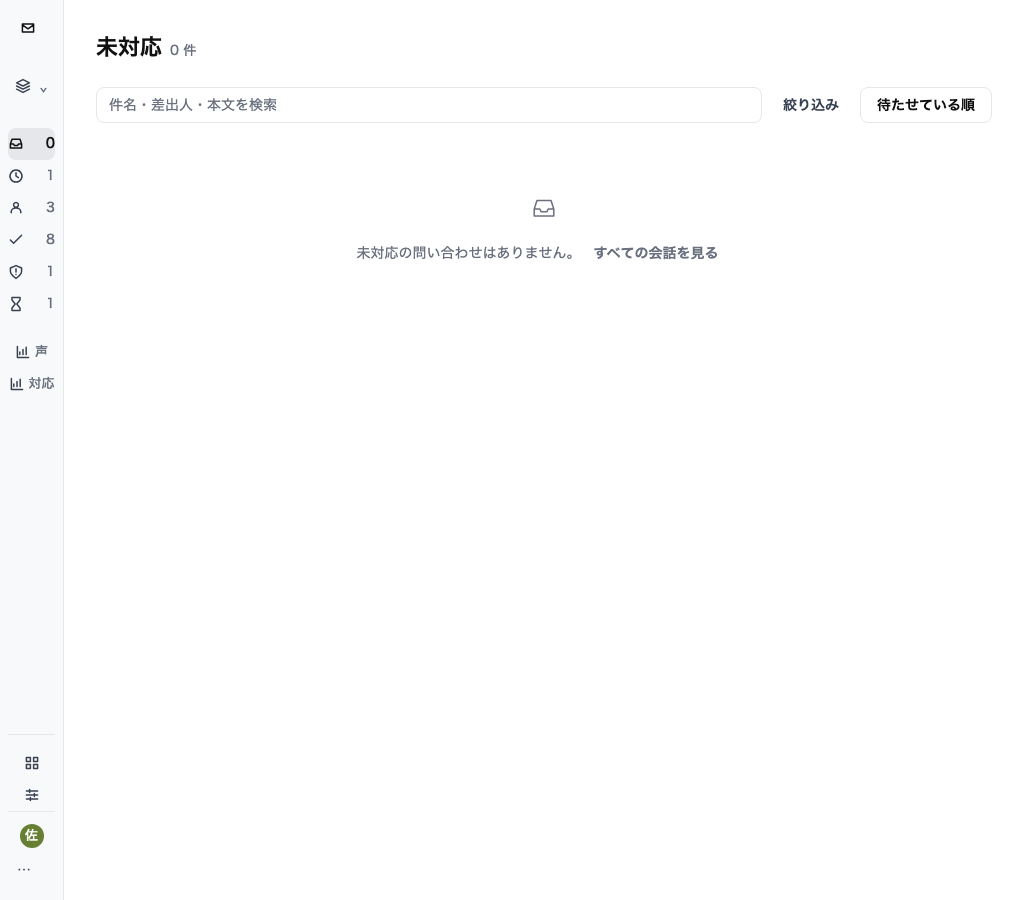 未対応 0 件
件名・差出人・本文を検索
絞り込み
待たせている順
0
1
3
8
1
1
声
対応
未対応の問い合わせはありません。 すべての会話を見る
佐
…